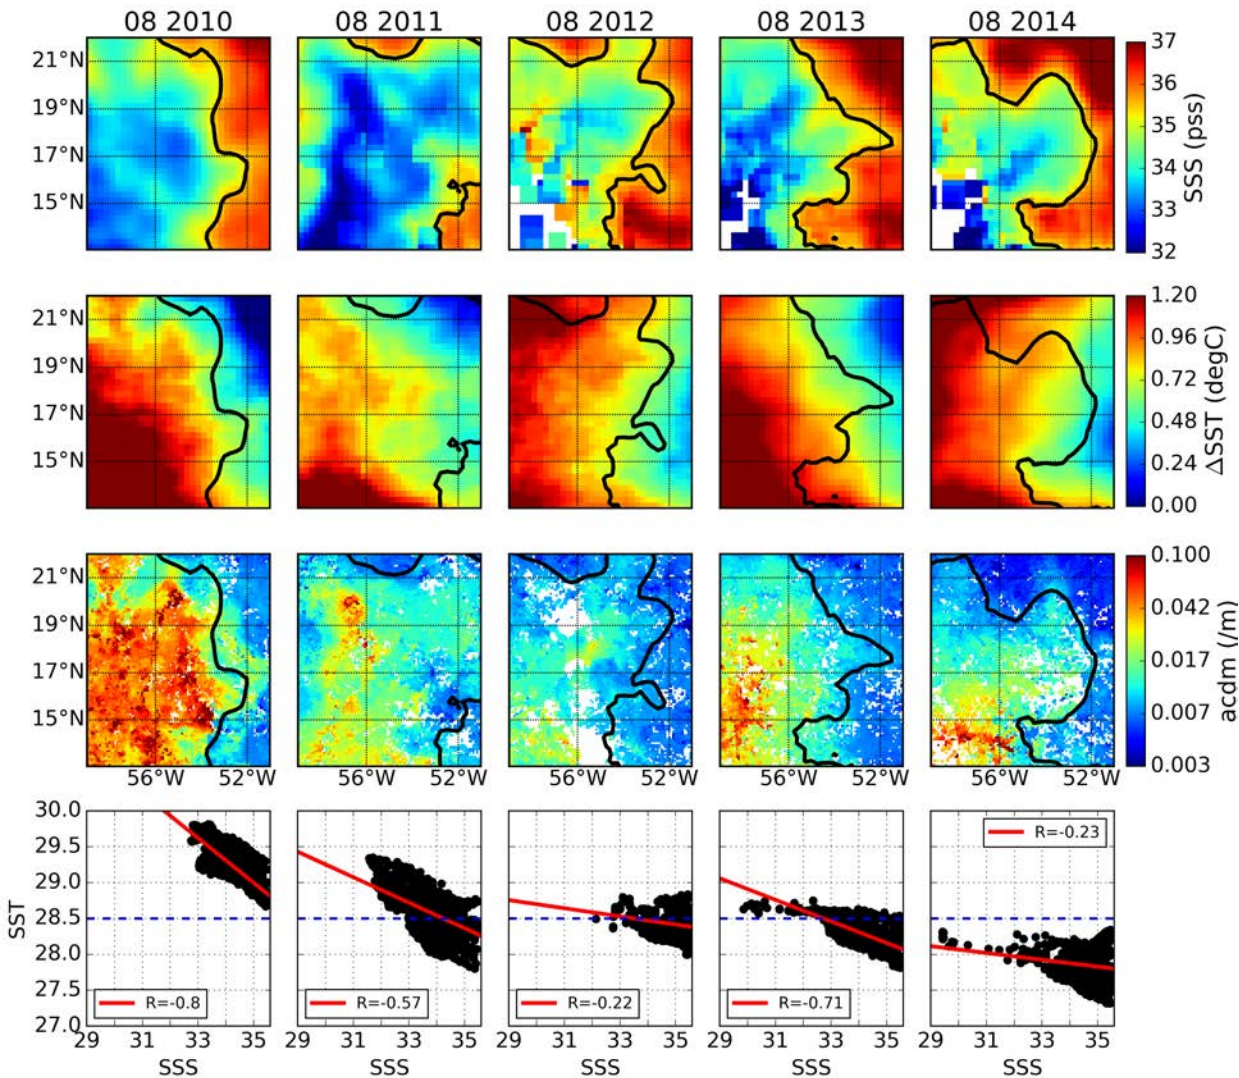 08 2010 08 2011 08 2012 08 2013 08 2014
21°N
19°N
17°N
15°N
37
36
35
34
33
32
SSS (pss)
21°N
19°N
17°N
15°N
1.20
0.96
0.72
0.48
0.24
0.00
ΔSST (degC)
21°N
19°N
17°N
15°N
56°W 52°W 56°W 52°W 56°W 52°W 56°W 52°W 56°W 52°W
0.100
0.042
0.017
0.007
0.003
acdm (/m)
30.0
29.5
29.0
28.5
28.0
27.5
27.0
SST
R=-0.8
R=-0.57
R=-0.22
R=-0.71
R=-0.23
29 31 33 35 29 31 33 35 29 31 33 35 29 31 33 35 29 31 33 35
SSS SSS SSS SSS SSS